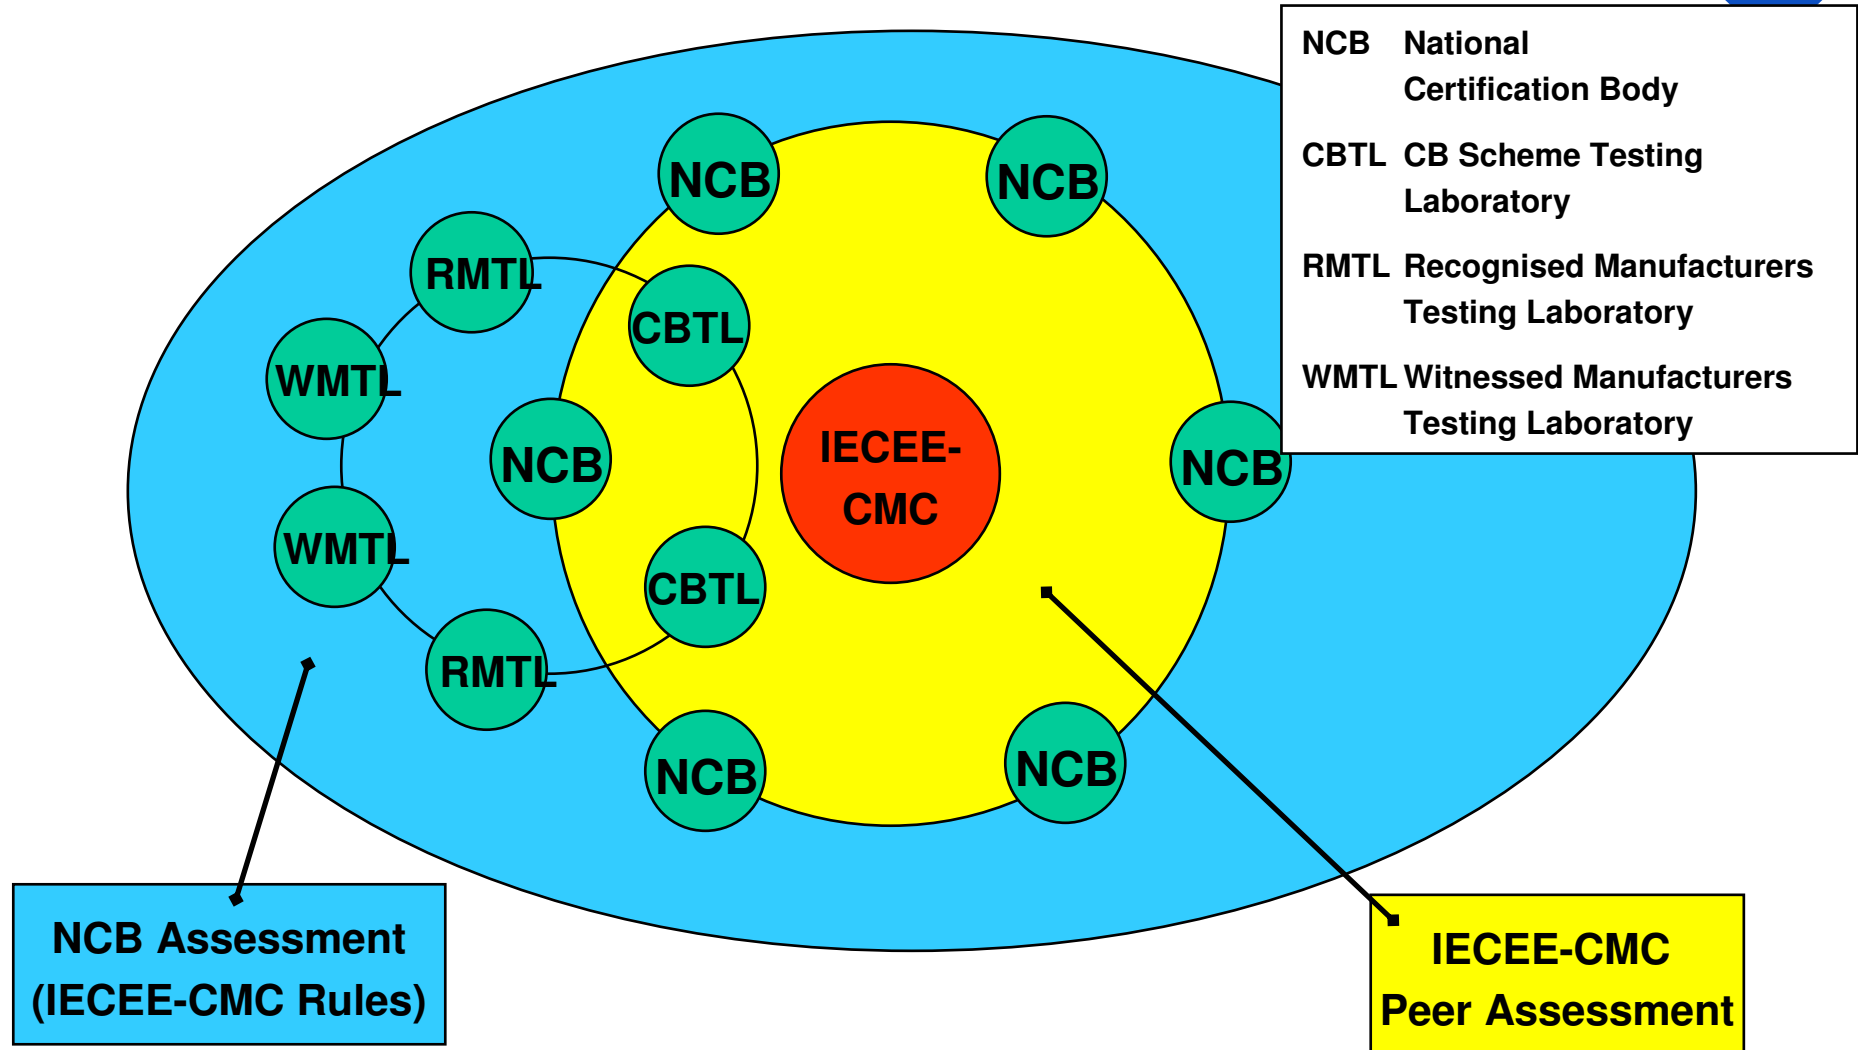 NCB National
Certification Body
CBTL CB Scheme Testing
Laboratory
RMTL Recognised Manufacturers
Testing Laboratory
WMTL Witnessed Manufacturers
Testing Laboratory
NCB
NCB
RMTL
CBTL
WMTL
NCB
IECEE-
CMC
NCB
WMTL
CBTL
RMTL
NCB
NCB
NCB Assessment
(IECEE-CMC Rules)
IECEE-CMC
Peer Assessment